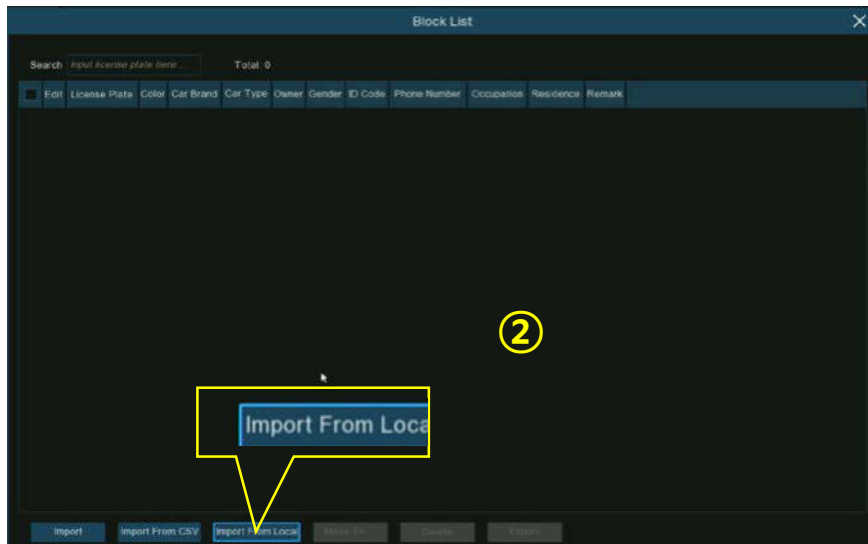 Block List
Search Input license plate here... Total: 0
Edit License Plate Color Car Brand Car Type Owner Gender ID Code Phone Number Occupation Residence Remark
②
Import From Loca
Import Import From CSV Import From Local Move To Delete Export